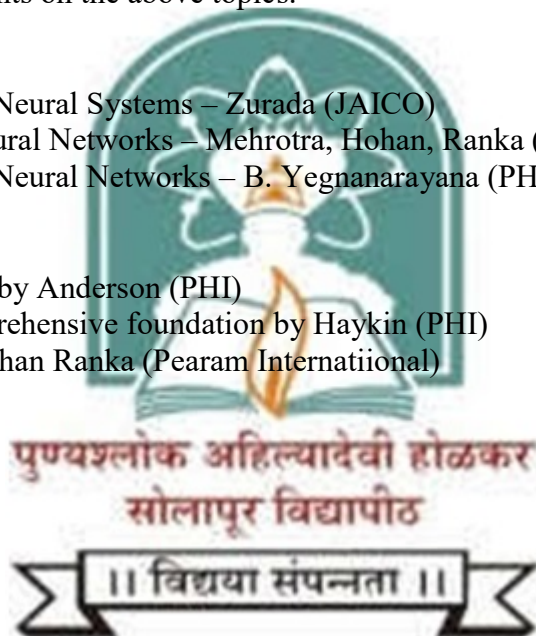 nts on the above topics.
Neural Systems – Zurada (JAICO)
ural Networks – Mehrotra, Hohan, Ranka (
Neural Networks – B. Yegnanarayana (PH
by Anderson (PHI)
rehensive foundation by Haykin (PHI)
han Ranka (Pearam Internatiional)
पुण्यश्लोक अहिल्यादेवी होळकर
सोलापूर विद्यापीठ
।। विद्यया संपन्नता ।।